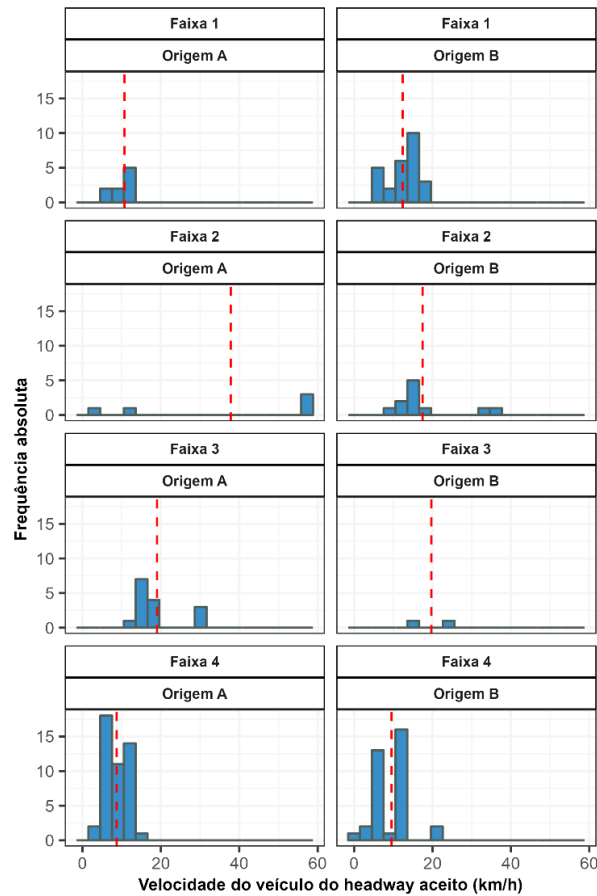 Faixa 1
Faixa 1
Origem A
Origem B
15
10
5
0
Faixa 2
Faixa 2
Origem A
Origem B
15
10
5
0
Faixa 3
Faixa 3
Origem A
Origem B
15
10
5
0
Faixa 4
Faixa 4
Origem A
Origem B
15
10
5
0
0 20 40 60 0 20 40 60
Frequência absoluta
Velocidade do veículo do headway aceito (km/h)